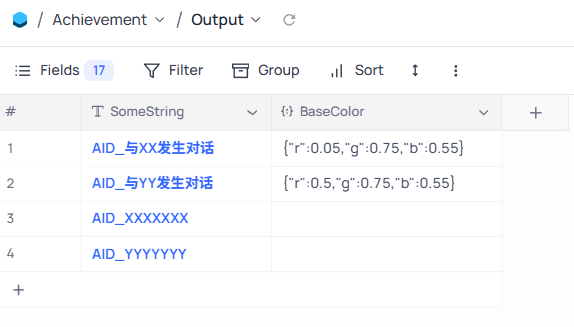 / Achievement / Output
Fields 17 Filter Group Sort
# SomeString BaseColor
1 AID_与XX发生对话 {"r":0.05,"g":0.75,"b":0.55}
2 AID_与YY发生对话 {"r":0.5,"g":0.75,"b":0.55}
3 AID_XXXXXXX
4 AID_YYYYYYY